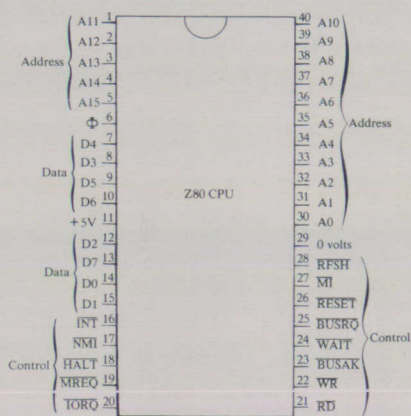 A11 1 40 A10
A12 2 39 A9
A13 3 38 A8
Address
A14 4 37 A7
A15 5 36 A6
Φ 6 35 A5
Address
D4 7 34 A4
D3 8 33 A3
Data
D5 9 32 A2
D6 10 Z80 CPU 31 A1
+5V 11 30 A0
D2 12 29 0 volts
D7 13 28 RFSH
Data
D0 14 27 MI
D1 15 26 RESET
INT 16 25 BUSRQ
NMI 17 24 WAIT
Control
Control HALT 18 23 BUSAK
MREQ 19 22 WR
IORQ 20 21 RD